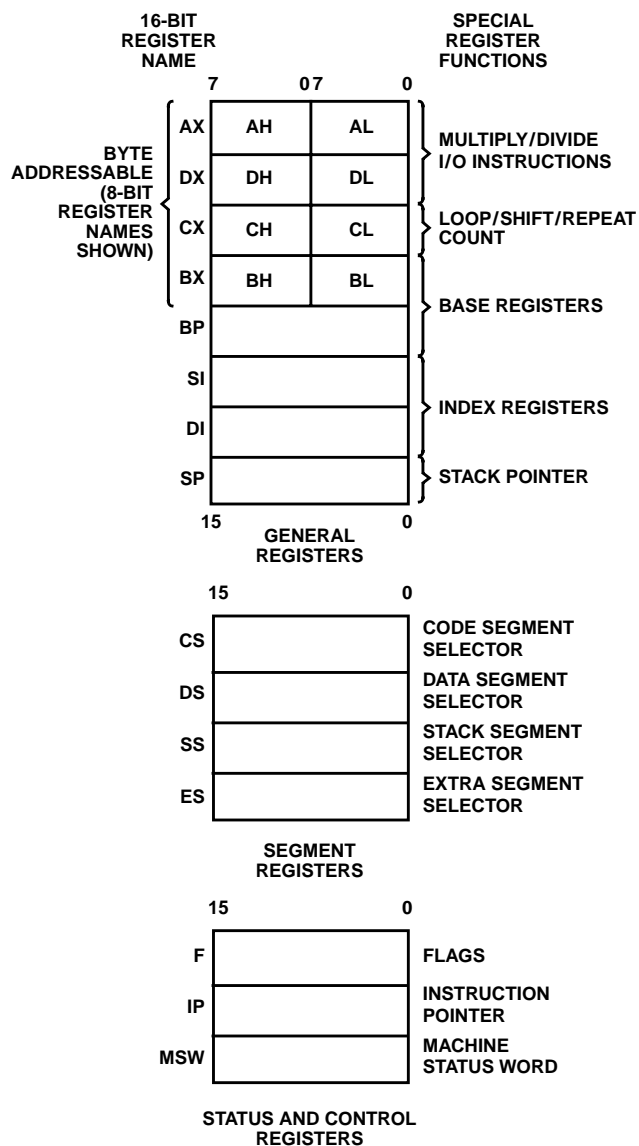 16-BIT
REGISTER
NAME
SPECIAL
REGISTER
FUNCTIONS
7 0 7 0
BYTE
ADDRESSABLE
(8-BIT
REGISTER
NAMES
SHOWN)
AX AH AL
DX DH DL
MULTIPLY/DIVIDE
I/O INSTRUCTIONS
CX CH CL
LOOP/SHIFT/REPEAT
COUNT
BX BH BL
BP
BASE REGISTERS
SI
DI
INDEX REGISTERS
SP
STACK POINTER
15 0
GENERAL
REGISTERS
15 0
CS
CODE SEGMENT
SELECTOR
DS
DATA SEGMENT
SELECTOR
SS
STACK SEGMENT
SELECTOR
ES
EXTRA SEGMENT
SELECTOR
SEGMENT
REGISTERS
15 0
F
FLAGS
IP
INSTRUCTION
POINTER
MSW
MACHINE
STATUS WORD
STATUS AND CONTROL
REGISTERS